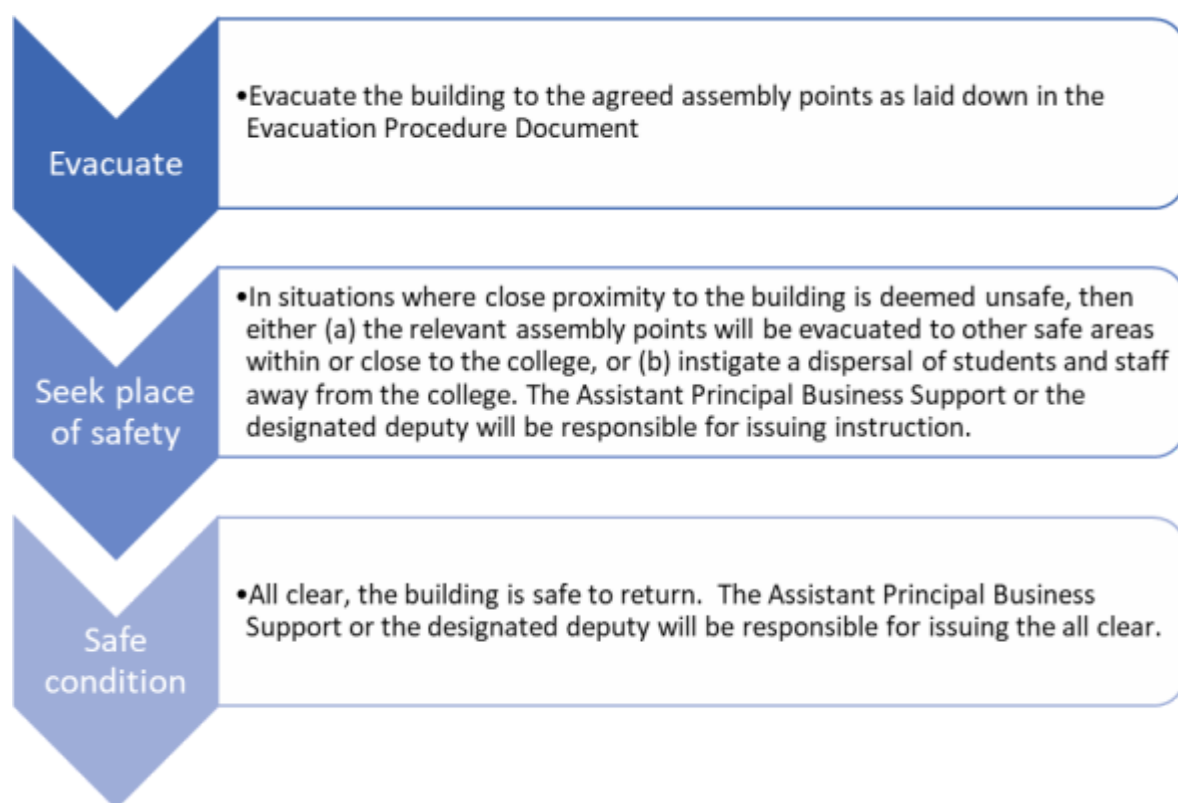 Evacuate
•Evacuate the building to the agreed assembly points as laid down in the
Evacuation Procedure Document
Seek place
of safety
•In situations where close proximity to the building is deemed unsafe, then
either (a) the relevant assembly points will be evacuated to other safe areas
within or close to the college, or (b) instigate a dispersal of students and staff
away from the college. The Assistant Principal Business Support or the
designated deputy will be responsible for issuing instruction.
Safe
condition
•All clear, the building is safe to return.  The Assistant Principal Business
Support or the designated deputy will be responsible for issuing the all clear.